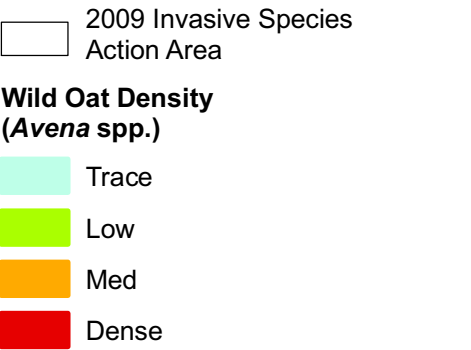 2009 Invasive Species
Action Area
Wild Oat Density
(Avena spp.)
Trace
Low
Med
Dense